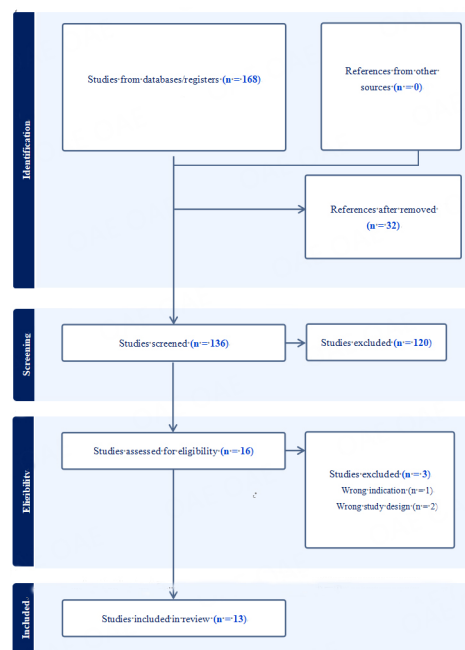 Identification
Studies from databases/registers (n = 168)
References from other
sources (n = 0)
References after removed
(n = 32)
Screening
Studies screened (n = 136)
Studies excluded (n = 120)
Eligibility
Studies assessed for eligibility (n = 16)
Studies excluded (n = 3)
Wrong indication (n = 1)
Wrong study design (n = 2)
Included
Studies included in review (n = 13)